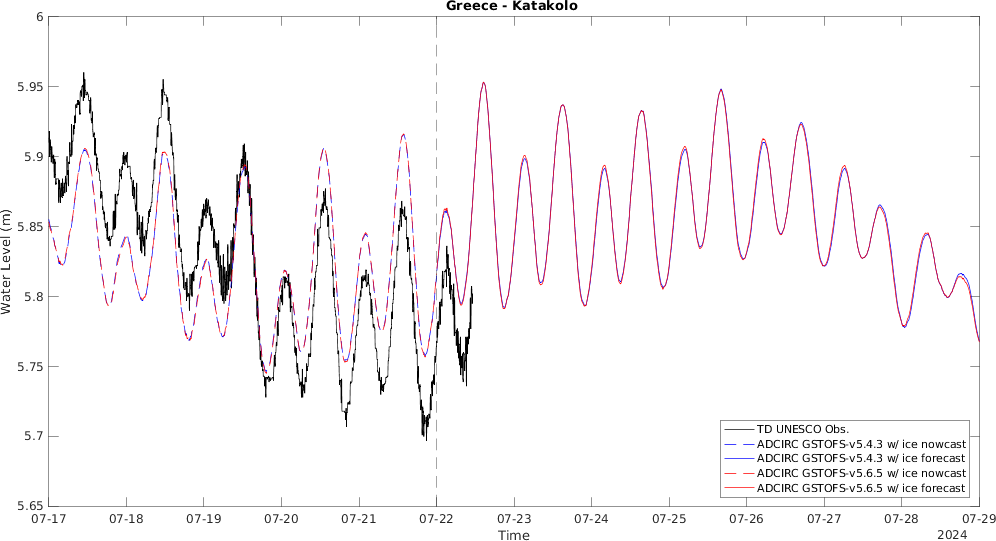 Greece - Katakolo
Water Level (m)
6
5.95
5.9
5.85
5.8
5.75
5.7
5.65
07-17 07-18 07-19 07-20 07-21 07-22 07-23 07-24 07-25 07-26 07-27 07-28 07-29
Time
2024
TD UNESCO Obs.
ADCIRC GSTOFS-v5.4.3 w/ ice nowcast
ADCIRC GSTOFS-v5.4.3 w/ ice forecast
ADCIRC GSTOFS-v5.6.5 w/ ice nowcast
ADCIRC GSTOFS-v5.6.5 w/ ice forecast